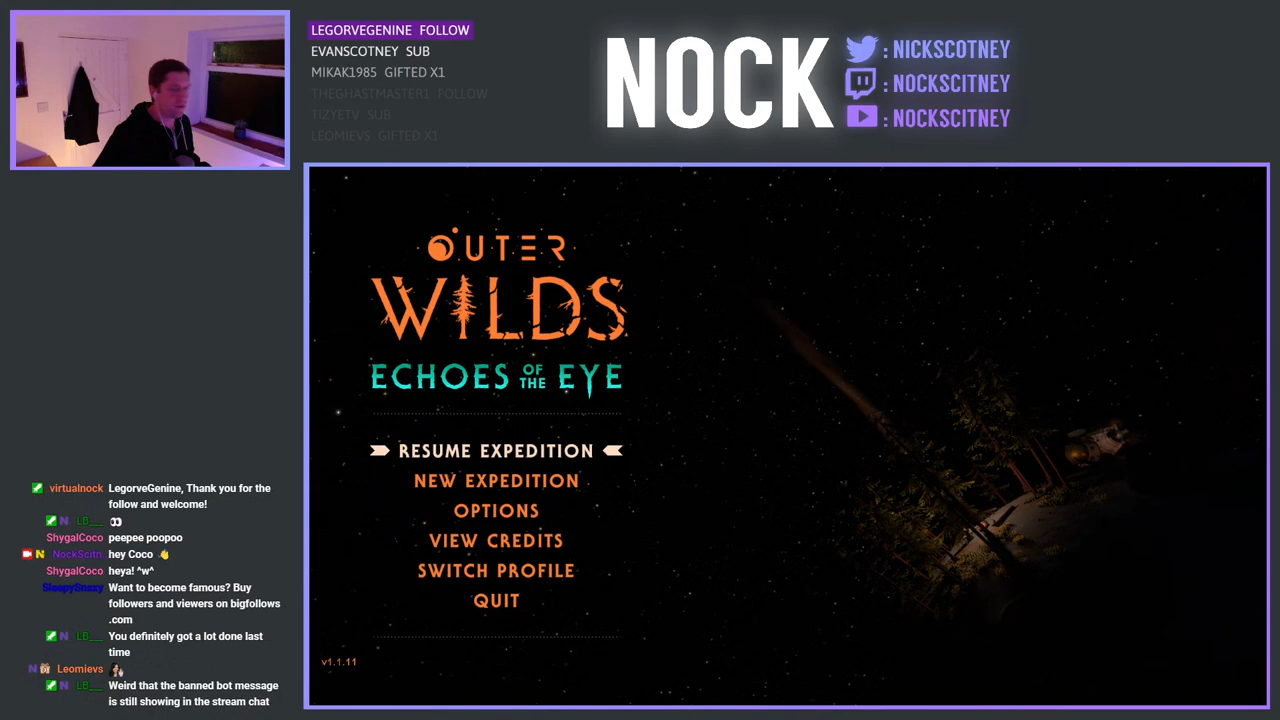 LEGORVEGENINE FOLLOW
EVANSCOTNEY SUB
MIKAK1985 GIFTED X1
THEGHASTMASTER1 FOLLOW
TIZYETV SUB
LEOMIEVS GIFTED X1
NOCK
: NICKSCOTNEY
: NOCKSCITNEY
: NOCKSCITNEY
OUTER
WILDS
ECHOES OF THE EYE
RESUME EXPEDITION
NEW EXPEDITION
OPTIONS
VIEW CREDITS
SWITCH PROFILE
QUIT
v1.1.11
virtualnock LegorveGenine, Thank you for the
follow and welcome!
N LB__
ShygalCoco peepee poopoo
N NockScitn hey Coco
ShygalCoco heya! ^w^
SleepySnaxy Want to become famous? Buy
followers and viewers on bigfollows
.com
N LB__ You definitely got a lot done last
time
N Leomievs
N LB__ Weird that the banned bot message
is still showing in the stream chat